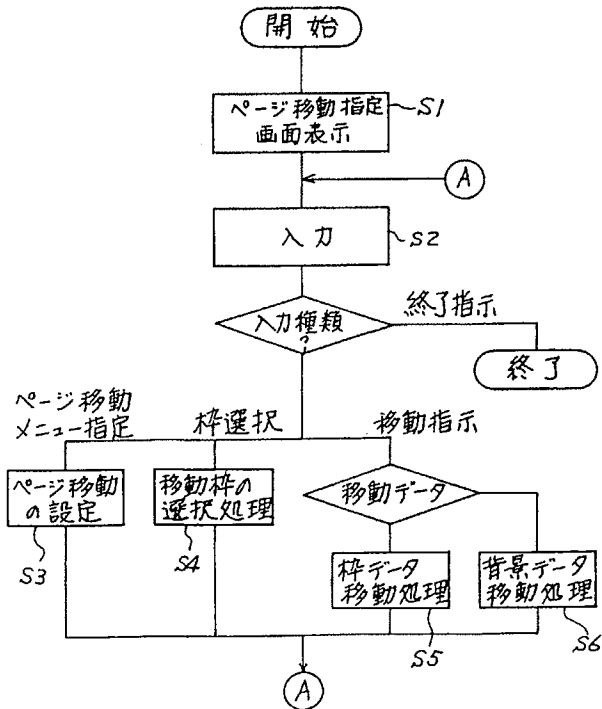 開始
ページ移動指定
画面表示
S1
A
入力
S2
入力種類
?
終了指示
終了
ページ移動
メニュー指定
枠選択
移動指示
ページ移動
の設定
S3
移動枠の
選択処理
S4
移動データ
枠データ
移動処理
S5
背景データ
移動処理
S6
A